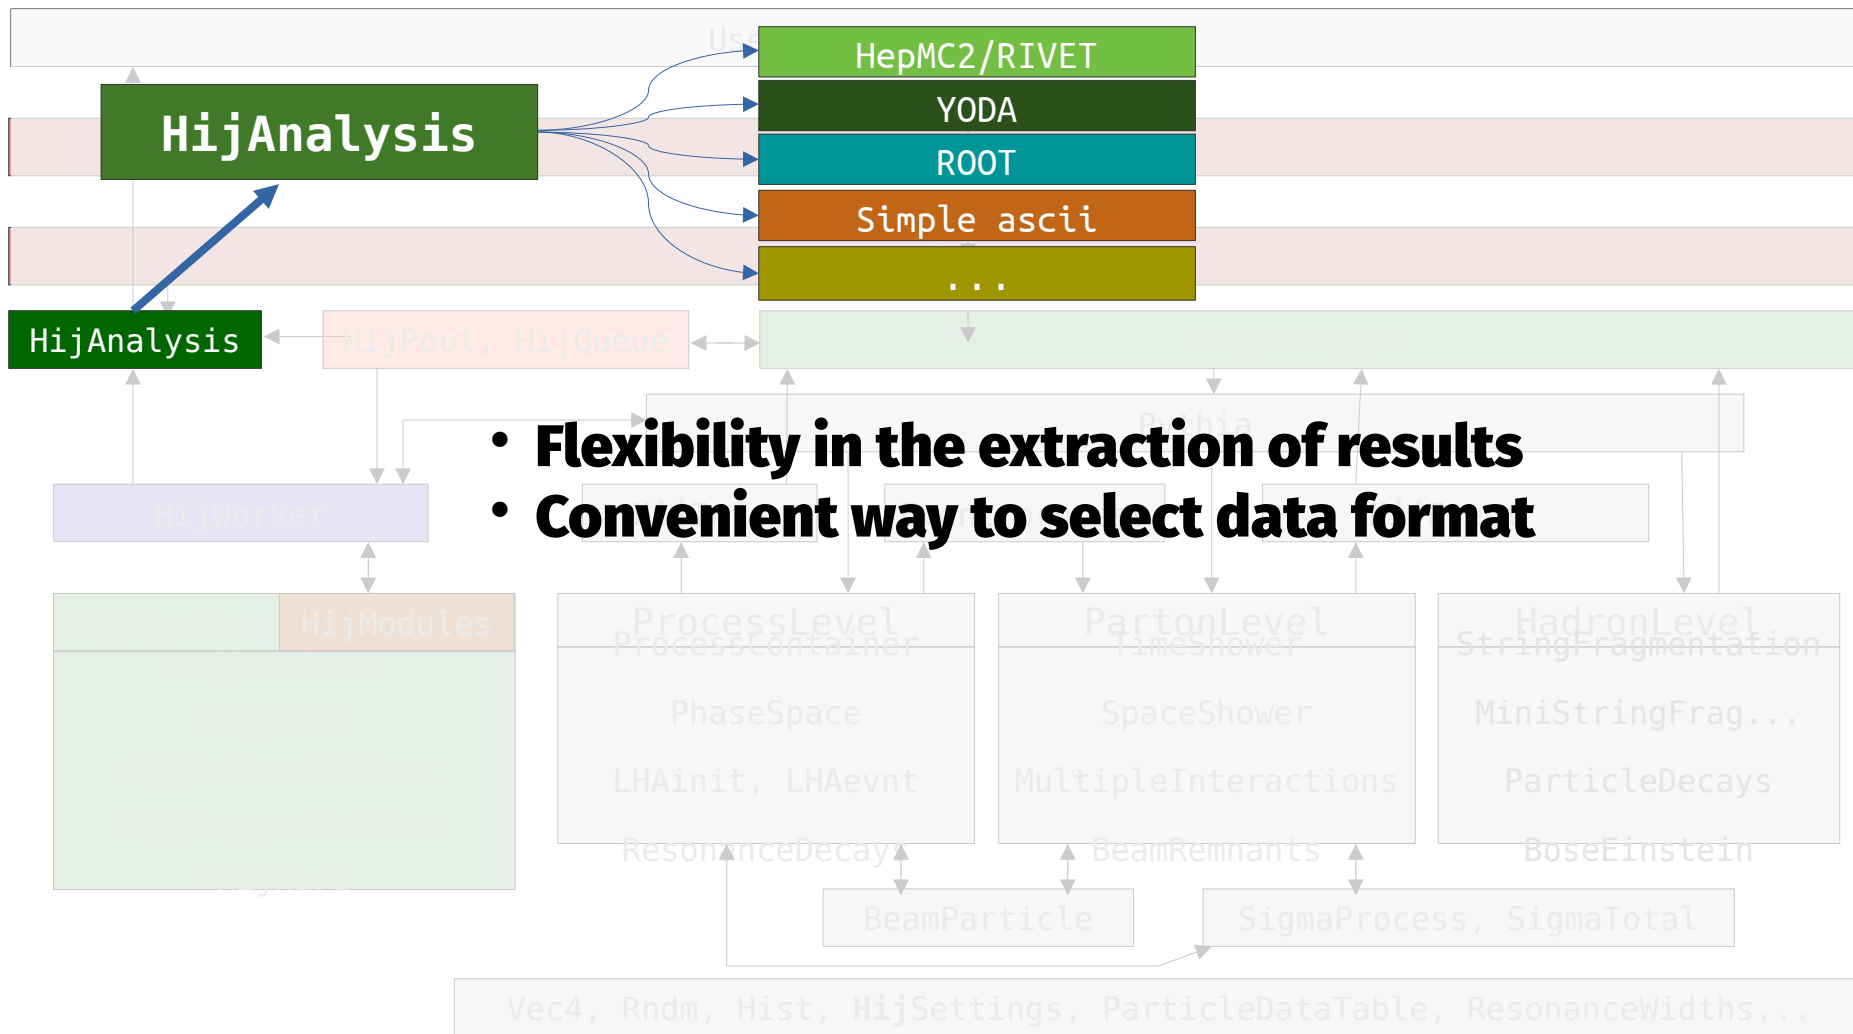 HepMC2/RIVET
YODA
HijAnalysis
ROOT
Simple ascii
...
HijAnalysis
HijPool, HijQueue
Pythia
• Flexibility in the extraction of results
HijWorker
• Convenient way to select data format
HijModules
ProcessLevel
PartonLevel
HadronLevel
ProcessContainer
TimeShower
StringFragmentation
PhaseSpace
SpaceShower
MiniStringFrag...
LHAinit, LHAevnt
MultipleInteractions
ParticleDecays
ResonanceDecays
BeamRemnants
BoseEinstein
BeamParticle
SigmaProcess, SigmaTotal
Vec4, Rndm, Hist, HijSettings, ParticleDataTable, ResonanceWidths...